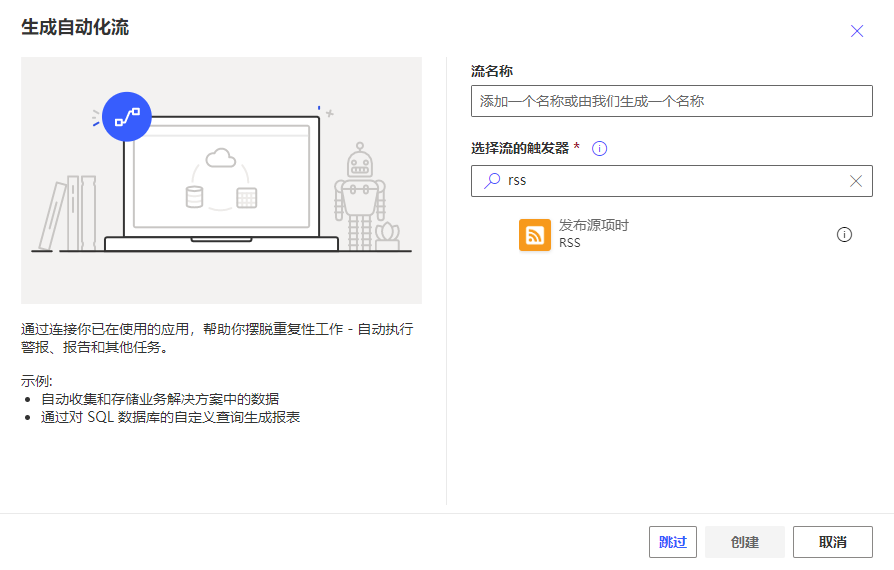 生成自动化流
通过连接你已在使用的应用，帮助你摆脱重复性工作 - 自动执行
警报、报告和其他任务。
示例:
自动收集和存储业务解决方案中的数据
通过对 SQL 数据库的自定义查询生成报表
流名称
添加一个名称或由我们生成一个名称
选择流的触发器 *
rss
发布源项时
RSS
跳过
创建
取消